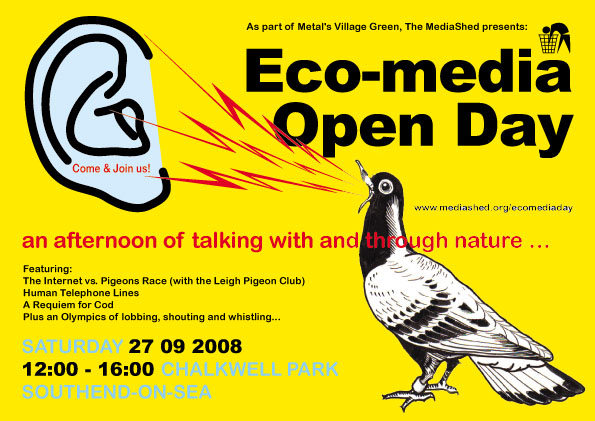 As part of Metal's Village Green, The MediaShed presents:
Eco-media
Open Day
Come & Join us!
www.mediashed.org/ecomediaday
an afternoon of talking with and through nature ...
Featuring:
The Internet vs. Pigeons Race (with the Leigh Pigeon Club)
Human Telephone Lines
A Requiem for Cod
Plus an Olympics of lobbing, shouting and whistling...
SATURDAY 27 09 2008
12:00 - 16:00 CHALKWELL PARK
SOUTHEND-ON-SEA